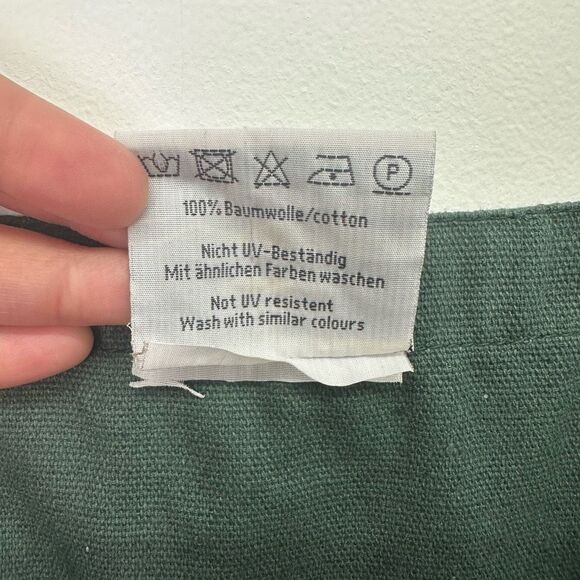 P
100% Baumwolle/cotton
Nicht UV-Beständig
Mit ähnlichen Farben waschen
Not UV resistent
Wash with similar colours